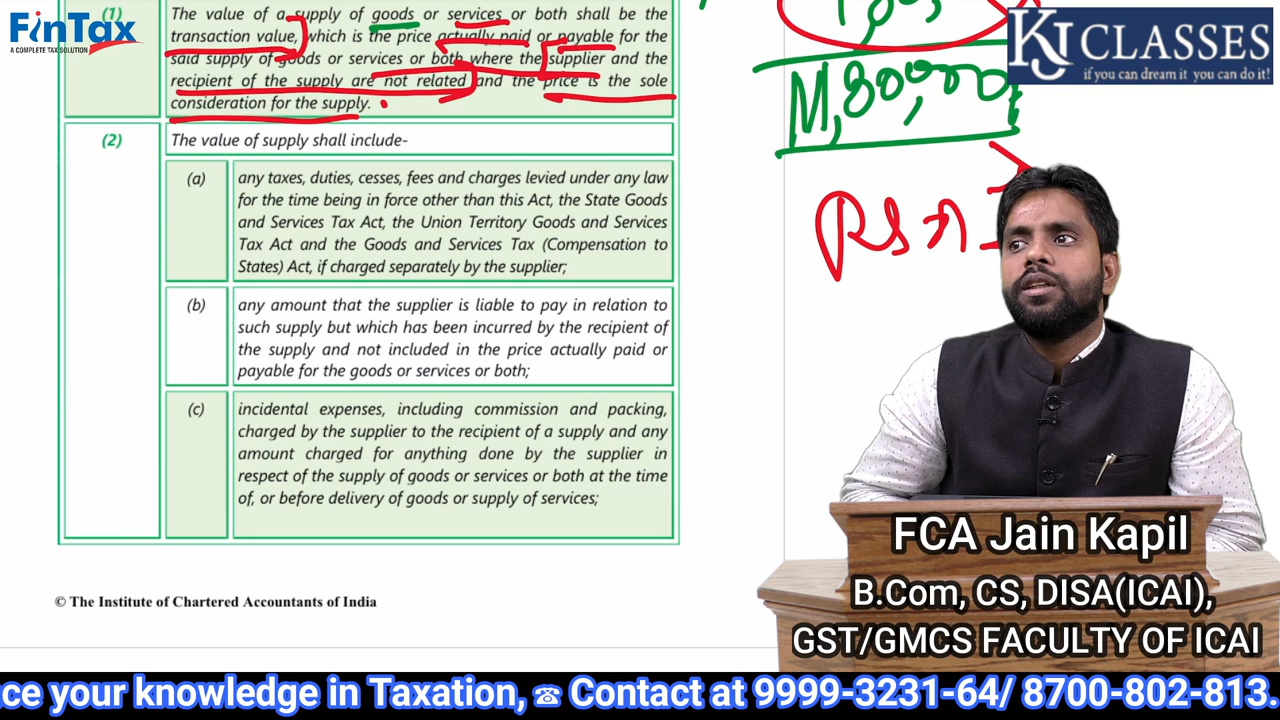 FinTax
A COMPLETE TAX SOLUTION
KJ CLASSES
if you can dream it you can do it!
(1)
The value of a supply of goods or services or both shall be the
transaction value, which is the price actually paid or payable for the
said supply of goods or services or both where the supplier and the
recipient of the supply are not related and the price is the sole
consideration for the supply.
(2)
The value of supply shall include-
(a)
any taxes, duties, cesses, fees and charges levied under any law
for the time being in force other than this Act, the State Goods
and Services Tax Act, the Union Territory Goods and Services
Tax Act and the Goods and Services Tax (Compensation to
States) Act, if charged separately by the supplier;
(b)
any amount that the supplier is liable to pay in relation to
such supply but which has been incurred by the recipient of
the supply and not included in the price actually paid or
payable for the goods or services or both;
(c)
incidental expenses, including commission and packing,
charged by the supplier to the recipient of a supply and any
amount charged for anything done by the supplier in
respect of the supply of goods or services or both at the time
of, or before delivery of goods or supply of services;
© The Institute of Chartered Accountants of India
FCA Jain Kapil
B.Com, CS, DISA(ICAI),
GST/GMCS FACULTY OF ICAI
ce your knowledge in Taxation, ☎ Contact at 9999-3231-64/ 8700-802-813.